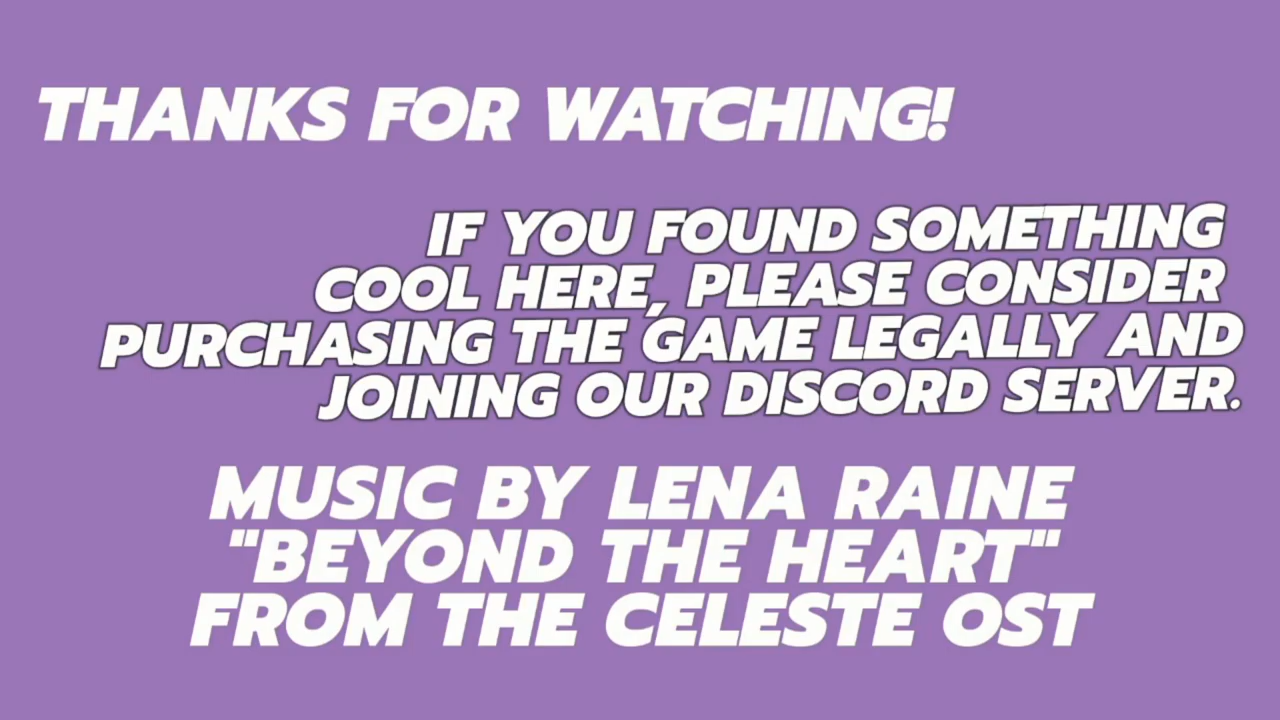 THANKS FOR WATCHING!
IF YOU FOUND SOMETHING
COOL HERE, PLEASE CONSIDER
PURCHASING THE GAME LEGALLY AND
JOINING OUR DISCORD SERVER.
MUSIC BY LENA RAINE
"BEYOND THE HEART"
FROM THE CELESTE OST